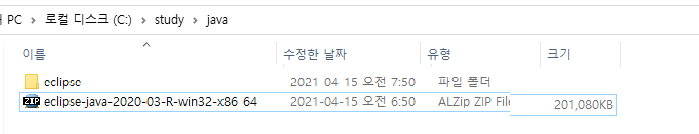 PC > 로컬 디스크 (C:) > study > java
이름 수정한 날짜 유형 크기
eclipse 2021-04-15 오전 7:50 파일 폴더
ZIP eclipse-java-2020-03-R-win32-x86_64 2021-04-15 오전 6:50 ALZip ZIP File 201,080KB